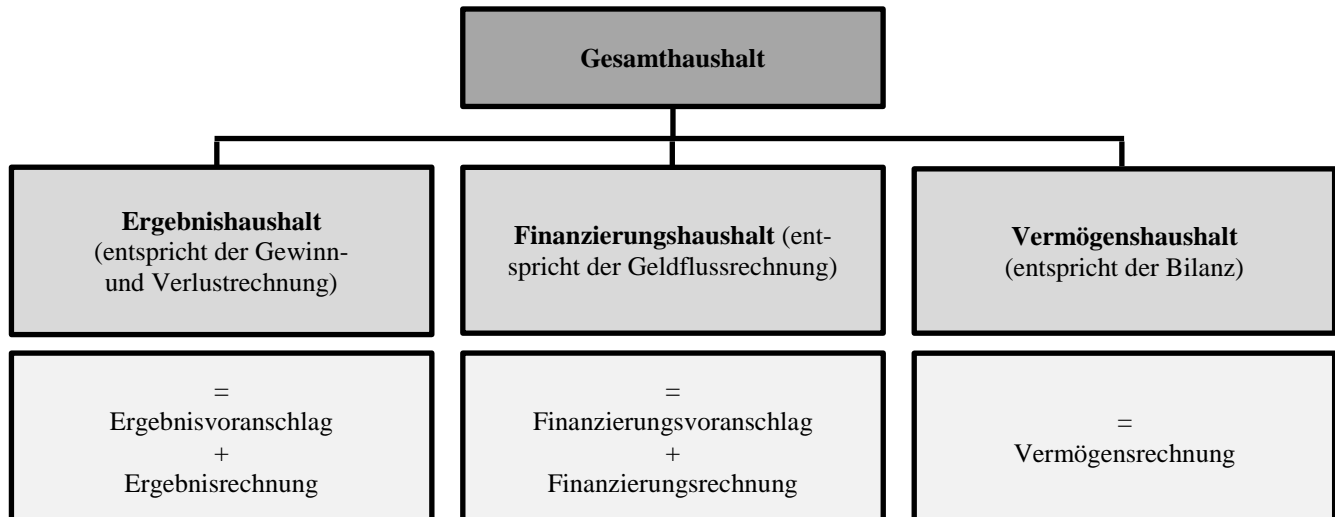 Gesamthaushalt
Ergebnishaushalt
(entspricht der Gewinn-
und Verlustrechnung)
Finanzierungshaushalt (ent-
spricht der Geldflussrechnung)
Vermögenshaushalt
(entspricht der Bilanz)
=
Ergebnisvoranschlag
+
Ergebnisrechnung
=
Finanzierungsvoranschlag
+
Finanzierungsrechnung
=
Vermögensrechnung